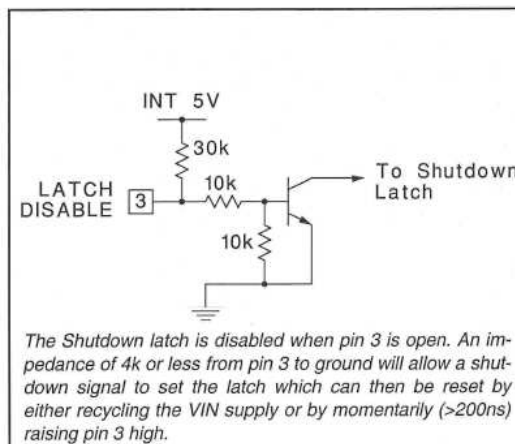 INT 5V
30k
LATCH
DISABLE
3
10k
To Shutdown
Latch
10k
The Shutdown latch is disabled when pin 3 is open. An im-
pedance of 4k or less from pin 3 to ground will allow a shut-
down signal to set the latch which can then be reset by
either recycling the VIN supply or by momentarily (>200ns)
raising pin 3 high.